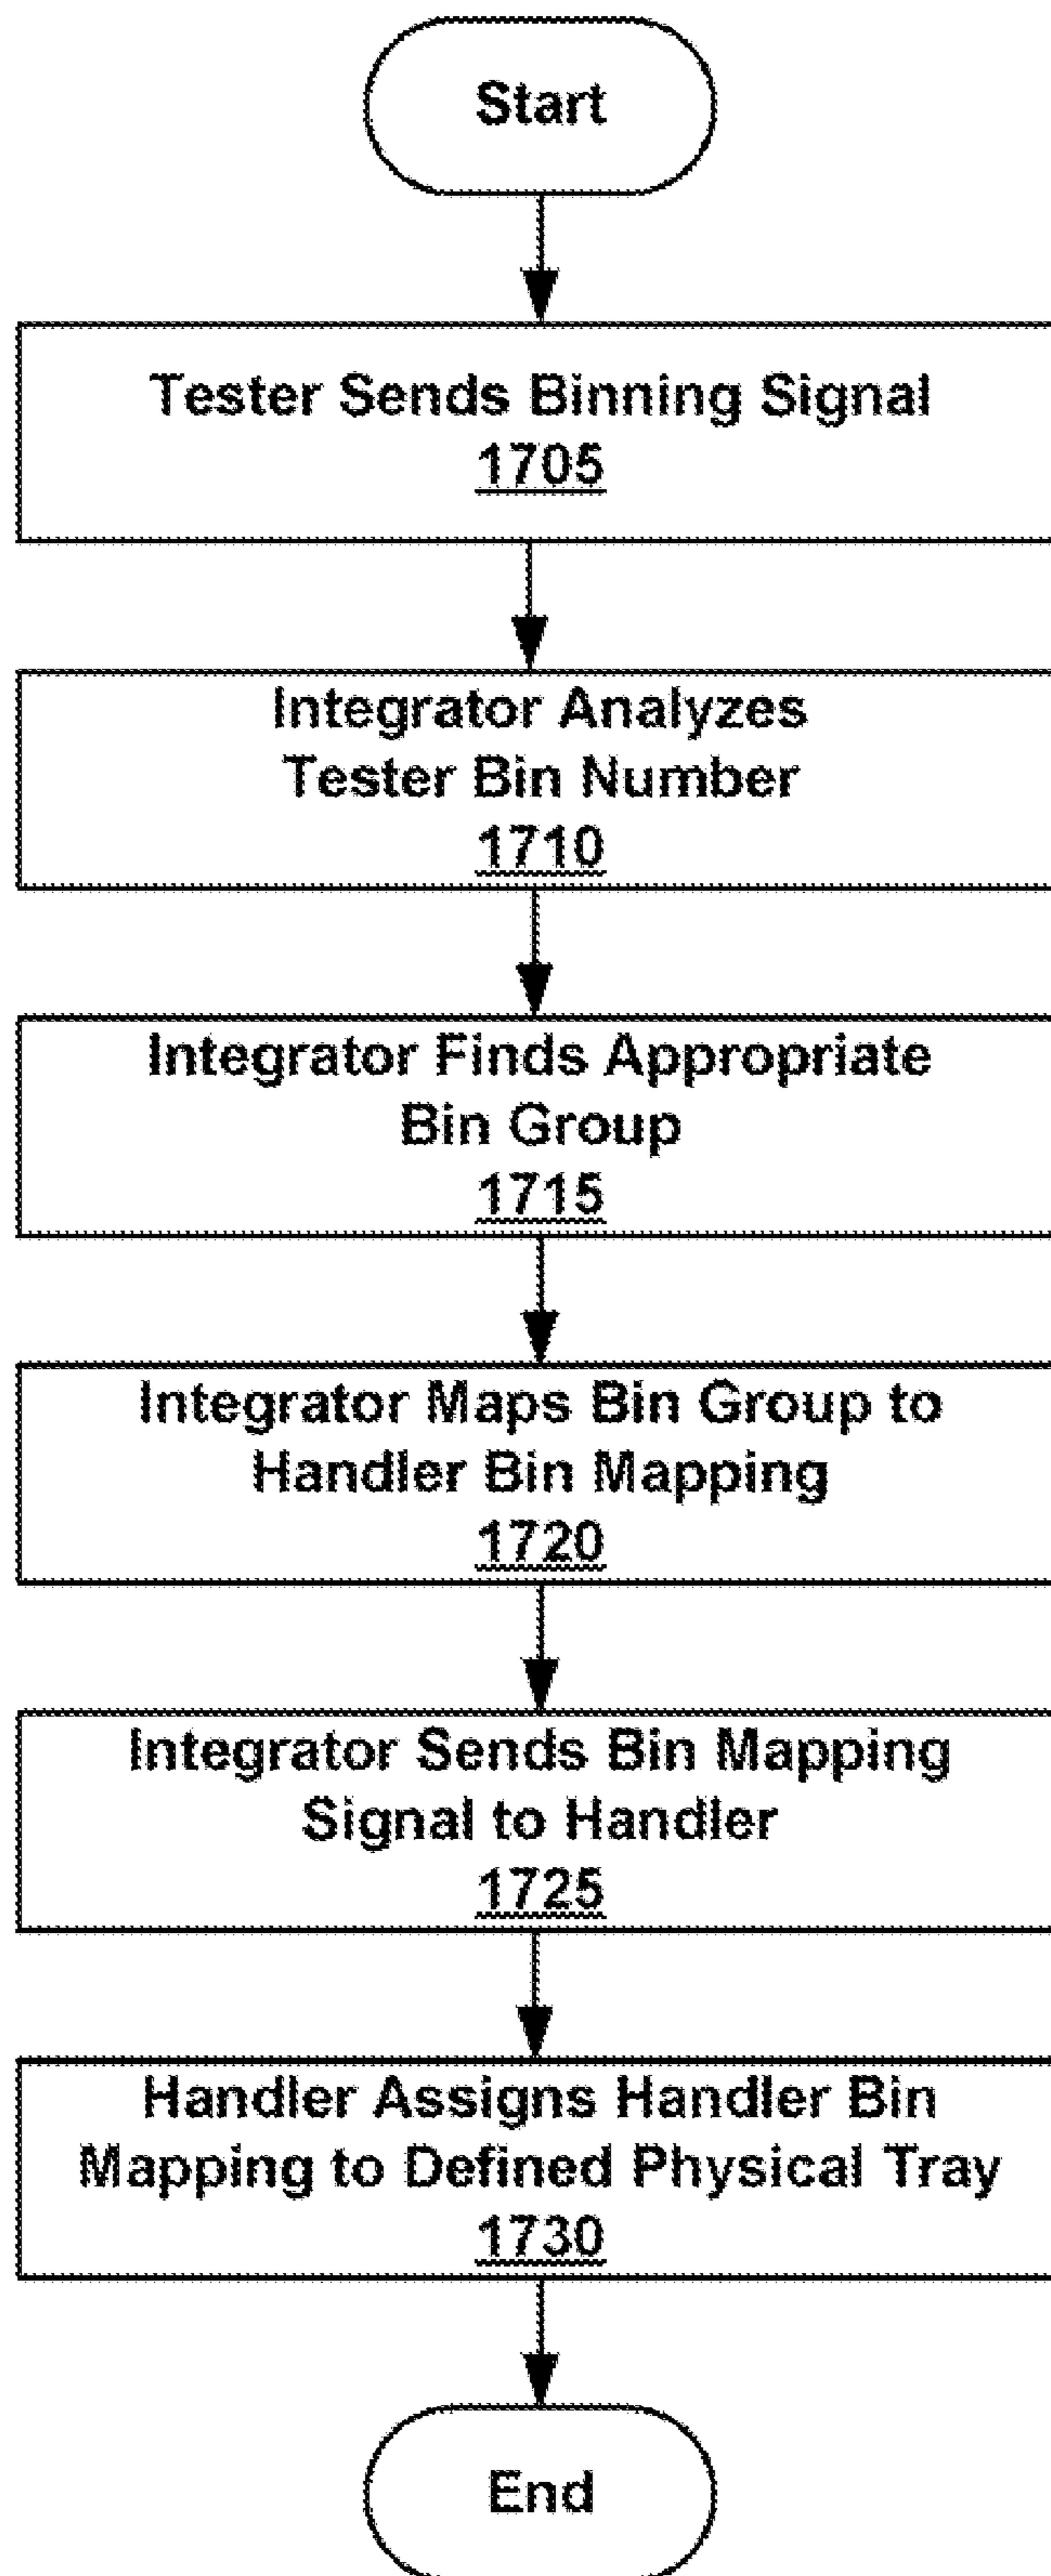 Start
Tester Sends Binning Signal
1705
Integrator Analyzes
Tester Bin Number
1710
Integrator Finds Appropriate
Bin Group
1715
Integrator Maps Bin Group to
Handler Bin Mapping
1720
Integrator Sends Bin Mapping
Signal to Handler
1725
Handler Assigns Handler Bin
Mapping to Defined Physical Tray
1730
End